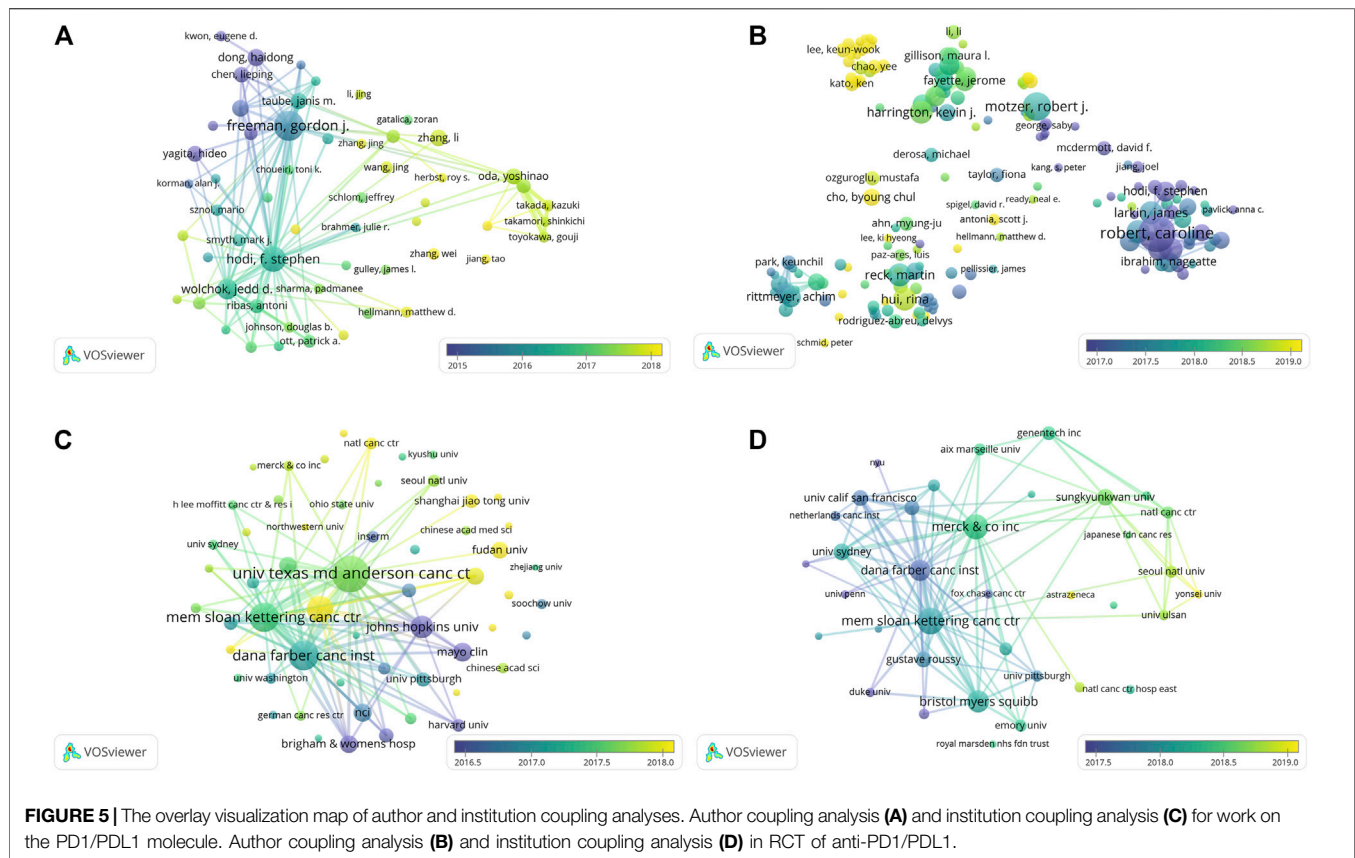 A
kwon, eugene d.
dong, haidong
chen, lieping
taube, janis m.
li, jing
freeman, gordon j.
gatalica, zoran
zhang, jing
zhang, li
yagita, hideo
choueiri, toni k.
wang, jing
korman, alan j.
herbst, roy s.
oda, yoshinao
sznol, mario
schlom, jeffrey
takada, kazuki
takamori, shinkichi
smyth, mark j.
brahmer, julie r.
toyokawa, gouji
hodi, f. stephen
zhang, wei
jiang, tao
gulley, james l.
wolchok, jedd d.
sharma, padmanee
ribas, antoni
hellmann, matthew d.
johnson, douglas b.
ott, patrick a.
VOSviewer
2015 2016 2017 2018
B
lee, keun-wook
li, li
gillison, maura l.
chao, yee
fayette, jerome
kato, ken
harrington, kevin j.
motzer, robert j.
george, saby
mcdermott, david f.
derosa, michael
kang, s. peter
jiang, joel
ozguroglu, mustafa
taylor, fiona
hodi, f. stephen
cho, byoung chul
spigel, david r.
ready, neal e.
larkin, james
pavlick, anna c.
antonia, scott j.
ahn, myung-ju
robert, caroline
lee, ki hyeong
hellmann, matthew d.
paz-ares, luis
ibrahim, nageatte
park, keunchil
reck, martin
pellissier, james
rittmeyer, achim
hui, rina
rodriguez-abreu, delvys
schmid, peter
VOSviewer
2017.0 2017.5 2018.0 2018.5 2019.0
C
natl canc ctr
kyushu univ
merck & co inc
seoul natl univ
h lee moffitt canc ctr & res i
ohio state univ
shanghai jiao tong univ
northwestern univ
chinese acad med sci
inserm
univ sydney
fudan univ
zhejiang univ
univ texas md anderson canc ct
soochow univ
mem sloan kettering canc ctr
johns hopkins univ
dana farber canc inst
mayo clin
chinese acad sci
univ washington
univ pittsburgh
german canc res ctr
nci
harvard univ
brigham & womens hosp
VOSviewer
2016.5 2017.0 2017.5 2018.0
D
genentech inc
aix marseille univ
nyu
univ calif san francisco
sungkyunkwan univ
netherlands canc inst
natl canc ctr
merck & co inc
japanese fdn canc res
univ sydney
dana farber canc inst
seoul natl univ
univ penn
fox chase canc ctr
astrazeneca
yonsei univ
mem sloan kettering canc ctr
univ ulsan
gustave roussy
univ pittsburgh
duke univ
natl canc ctr hosp east
bristol myers squibb
emory univ
royal marsden nhs fdn trust
VOSviewer
2017.5 2018.0 2018.5 2019.0
FIGURE 5 | The overlay visualization map of author and institution coupling analyses. Author coupling analysis (A) and institution coupling analysis (C) for work on
the PD1/PDL1 molecule. Author coupling analysis (B) and institution coupling analysis (D) in RCT of anti-PD1/PDL1.